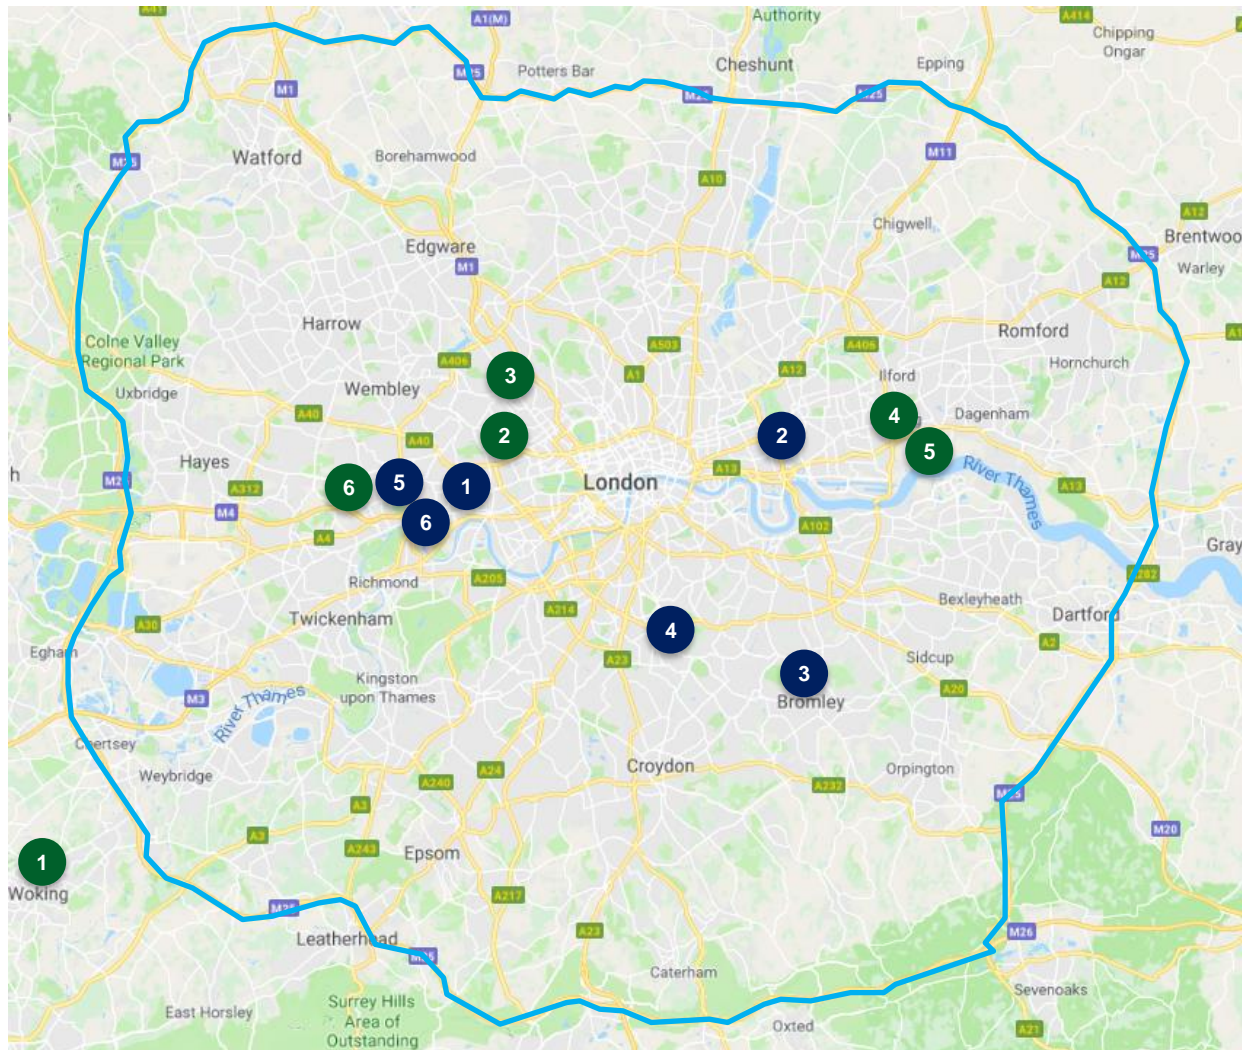 A41
A1(M)
Authority
A414
Chipping
Ongar
M25
Potters Bar
Cheshunt
Epping
M1
M25
M25
Watford
Borehamwood
M25
M11
A10
Chigwell
A12
Edgware
M1
Brentwoo
M25
Warley
A12
Harrow
Romford
Colne Valley
Regional Park
A406
A503
A406
Hornchurch
3
A1
A12
Ilford
Uxbridge
Wembley
A40
4
Dagenham
A40
2
2
5
Hayes
M25
A312
6
5
1
London
A13
River Thames
A13
M4
A4
6
A102
Gray
Richmond
A205
A282
A214
Bexleyheath
Dartford
Twickenham
A30
4
A2
Egham
A23
Sidcup
3
Kingston
upon Thames
M3
River Thames
Bromley
A20
Chertsey
Weybridge
Croydon
Orpington
A24
A240
A232
M25
A3
A3
A243
Epsom
M20
1
Woking
A217
M25
Leatherhead
A23
M26
M25
Caterham
Sevenoaks
East Horsley
Surrey Hills
Area of
Outstanding
Oxted
A21